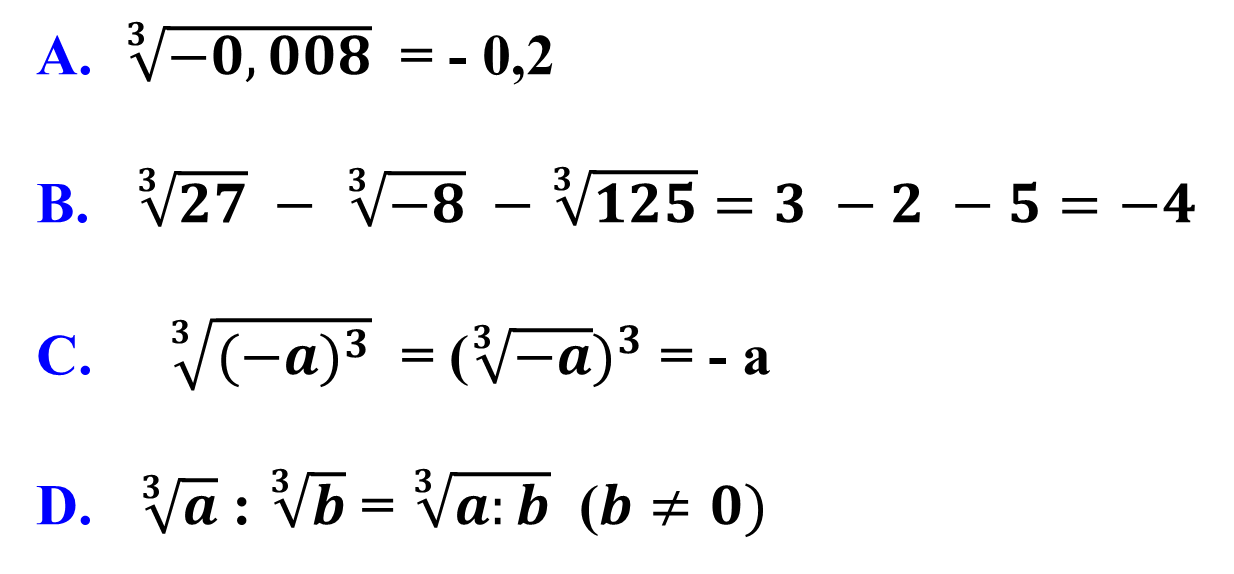 A. ∛−0,008 = - 0,2
B. ∛27 − ∛−8 − ∛125 = 3 − 2 − 5 = −4
C. ∛(−a)³ = (∛−a)³ = - a
D. ∛a : ∛b = ∛a:b (b ≠ 0)